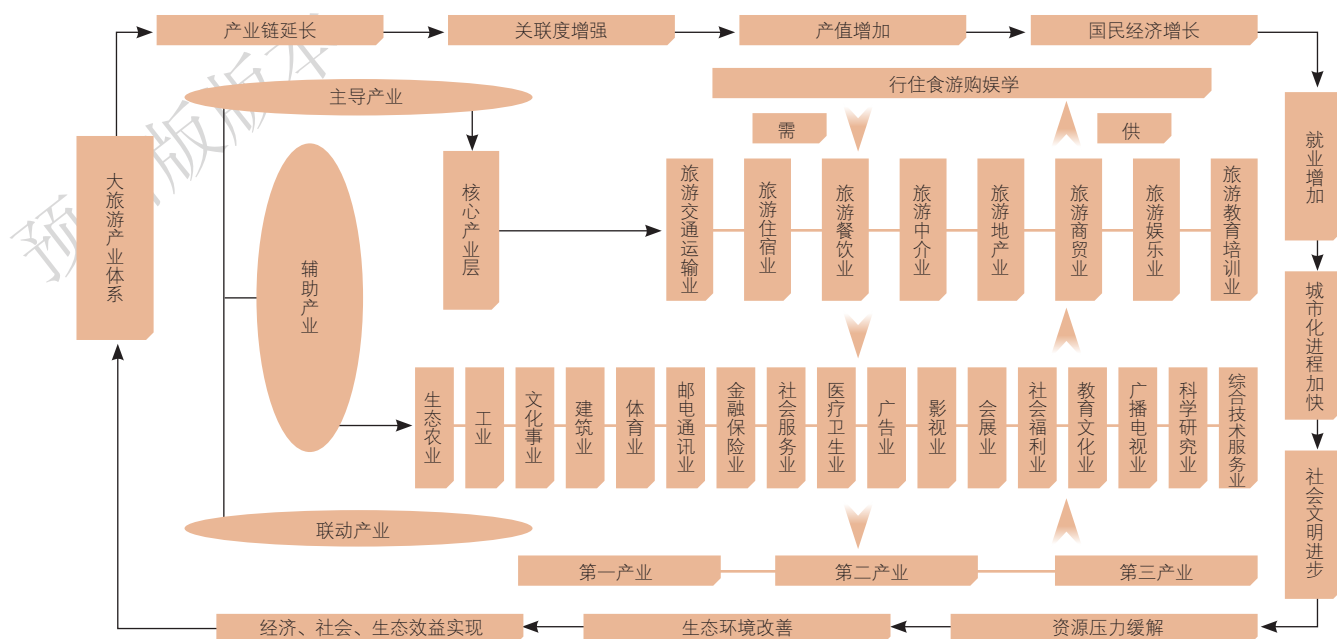 产业链延长
关联度增强
产值增加
国民经济增长
主导产业
行住食游购娱学
需
供
大旅游产业体系
核心产业层
旅游交通运输业
旅游住宿业
旅游餐饮业
旅游中介业
旅游地产业
旅游商贸业
旅游娱乐业
旅游教育培训业
就业增加
辅助产业
城市化进程加快
生态农业
工业
文化事业
建筑业
体育业
邮电通讯业
金融保险业
社会服务业
医疗卫生业
广告业
影视业
会展业
社会福利业
教育文化业
广播电视业
科学研究业
综合技术服务业
社会文明进步
联动产业
第一产业
第二产业
第三产业
经济、社会、生态效益实现
生态环境改善
资源压力缓解